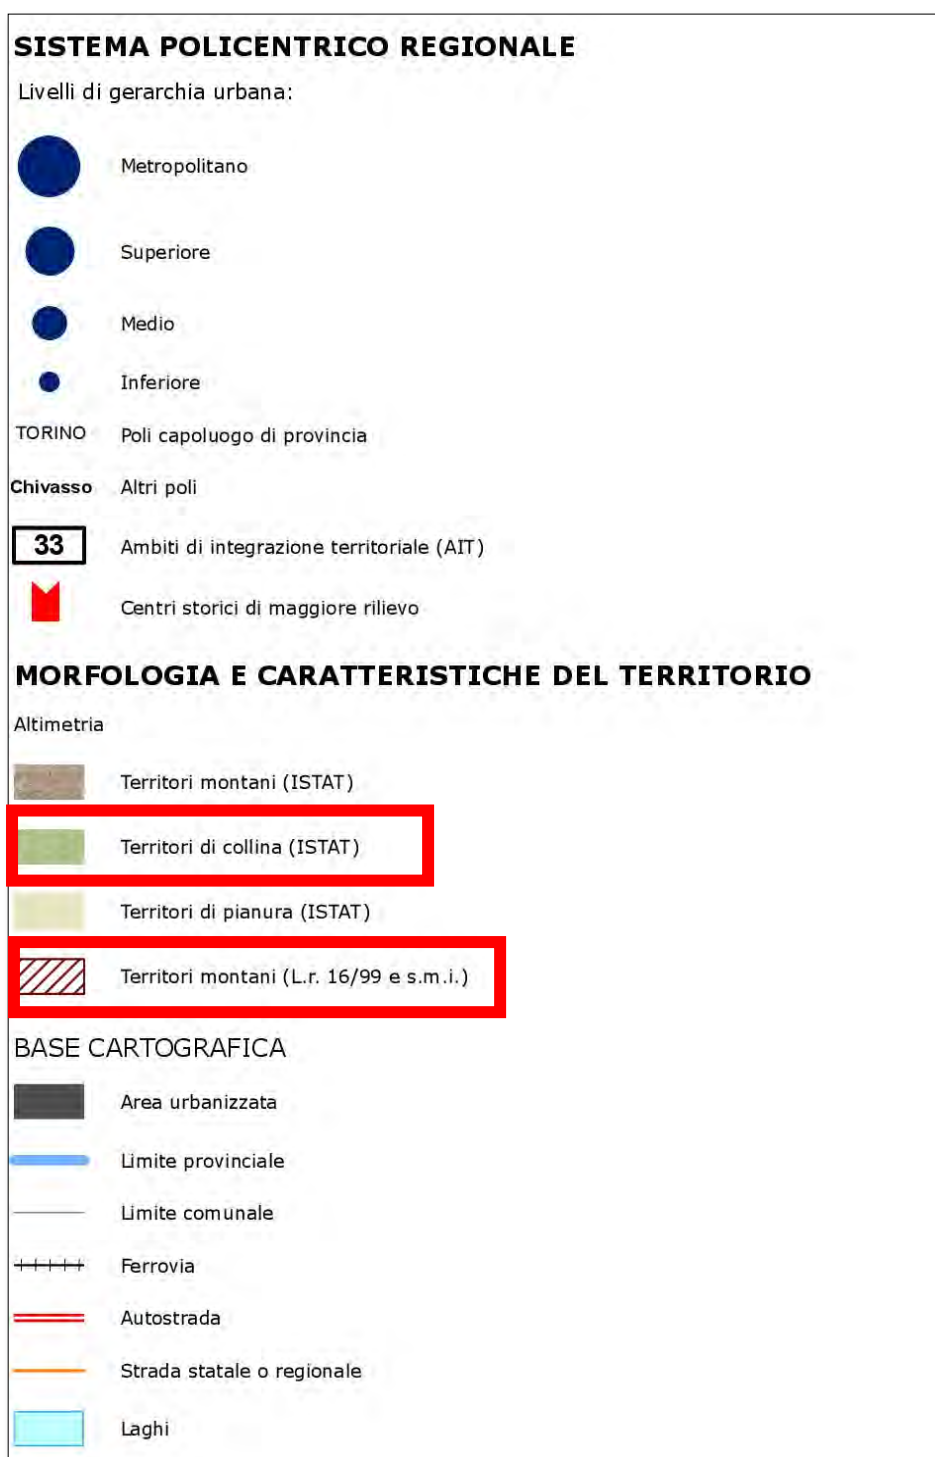 SISTEMA POLICENTRICO REGIONALE
Livelli di gerarchia urbana:
Metropolitano
Superiore
Medio
Inferiore
TORINO Poli capoluogo di provincia
Chivasso Altri poli
33 Ambiti di integrazione territoriale (AIT)
Centri storici di maggiore rilievo
MORFOLOGIA E CARATTERISTICHE DEL TERRITORIO
Altimetria
Territori montani (ISTAT)
Territori di collina (ISTAT)
Territori di pianura (ISTAT)
Territori montani (L.r. 16/99 e s.m.i.)
BASE CARTOGRAFICA
Area urbanizzata
Limite provinciale
Limite comunale
Ferrovia
Autostrada
Strada statale o regionale
Laghi